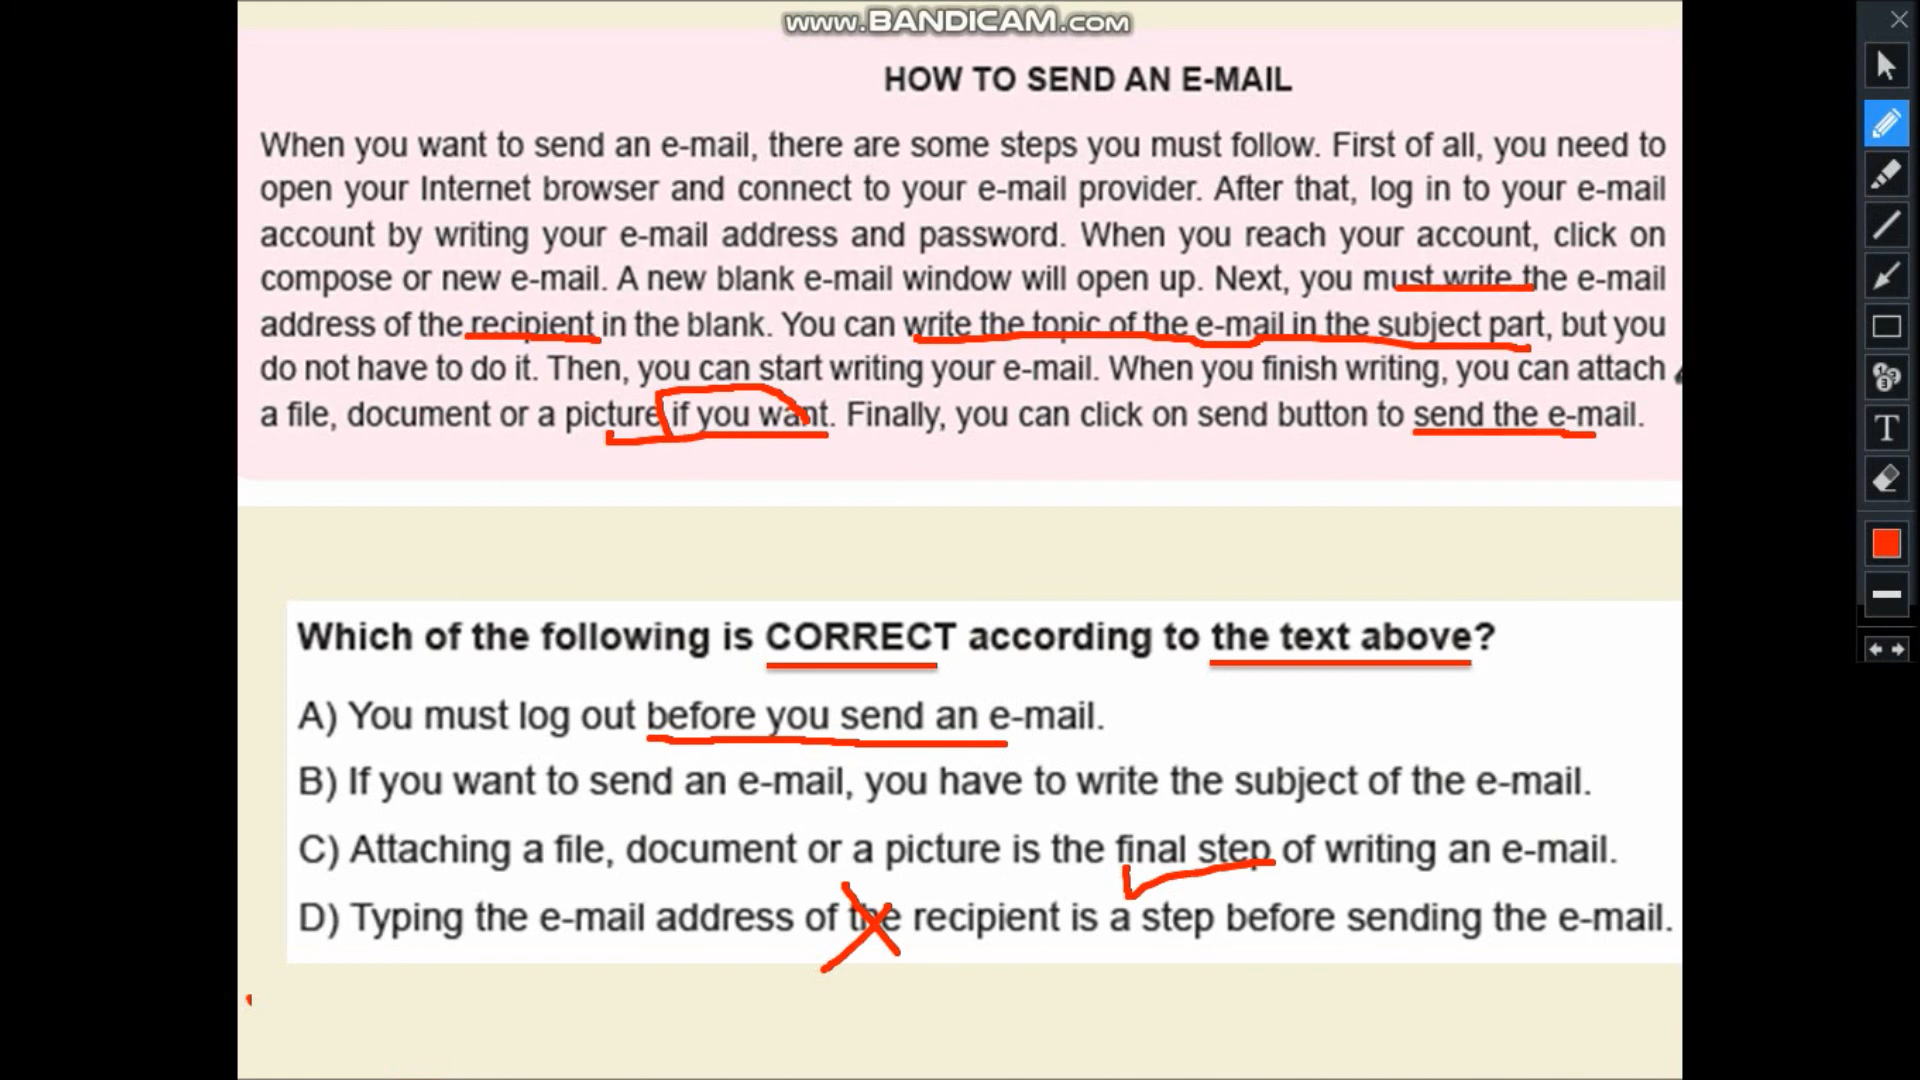 www.BANDICAM.com
HOW TO SEND AN E-MAIL
When you want to send an e-mail, there are some steps you must follow. First of all, you need to
open your Internet browser and connect to your e-mail provider. After that, log in to your e-mail
account by writing your e-mail address and password. When you reach your account, click on
compose or new e-mail. A new blank e-mail window will open up. Next, you must write the e-mail
address of the recipient in the blank. You can write the topic of the e-mail in the subject part, but you
do not have to do it. Then, you can start writing your e-mail. When you finish writing, you can attach
a file, document or a picture if you want. Finally, you can click on send button to send the e-mail.
Which of the following is CORRECT according to the text above?
A) You must log out before you send an e-mail.
B) If you want to send an e-mail, you have to write the subject of the e-mail.
C) Attaching a file, document or a picture is the final step of writing an e-mail.
D) Typing the e-mail address of the recipient is a step before sending the e-mail.